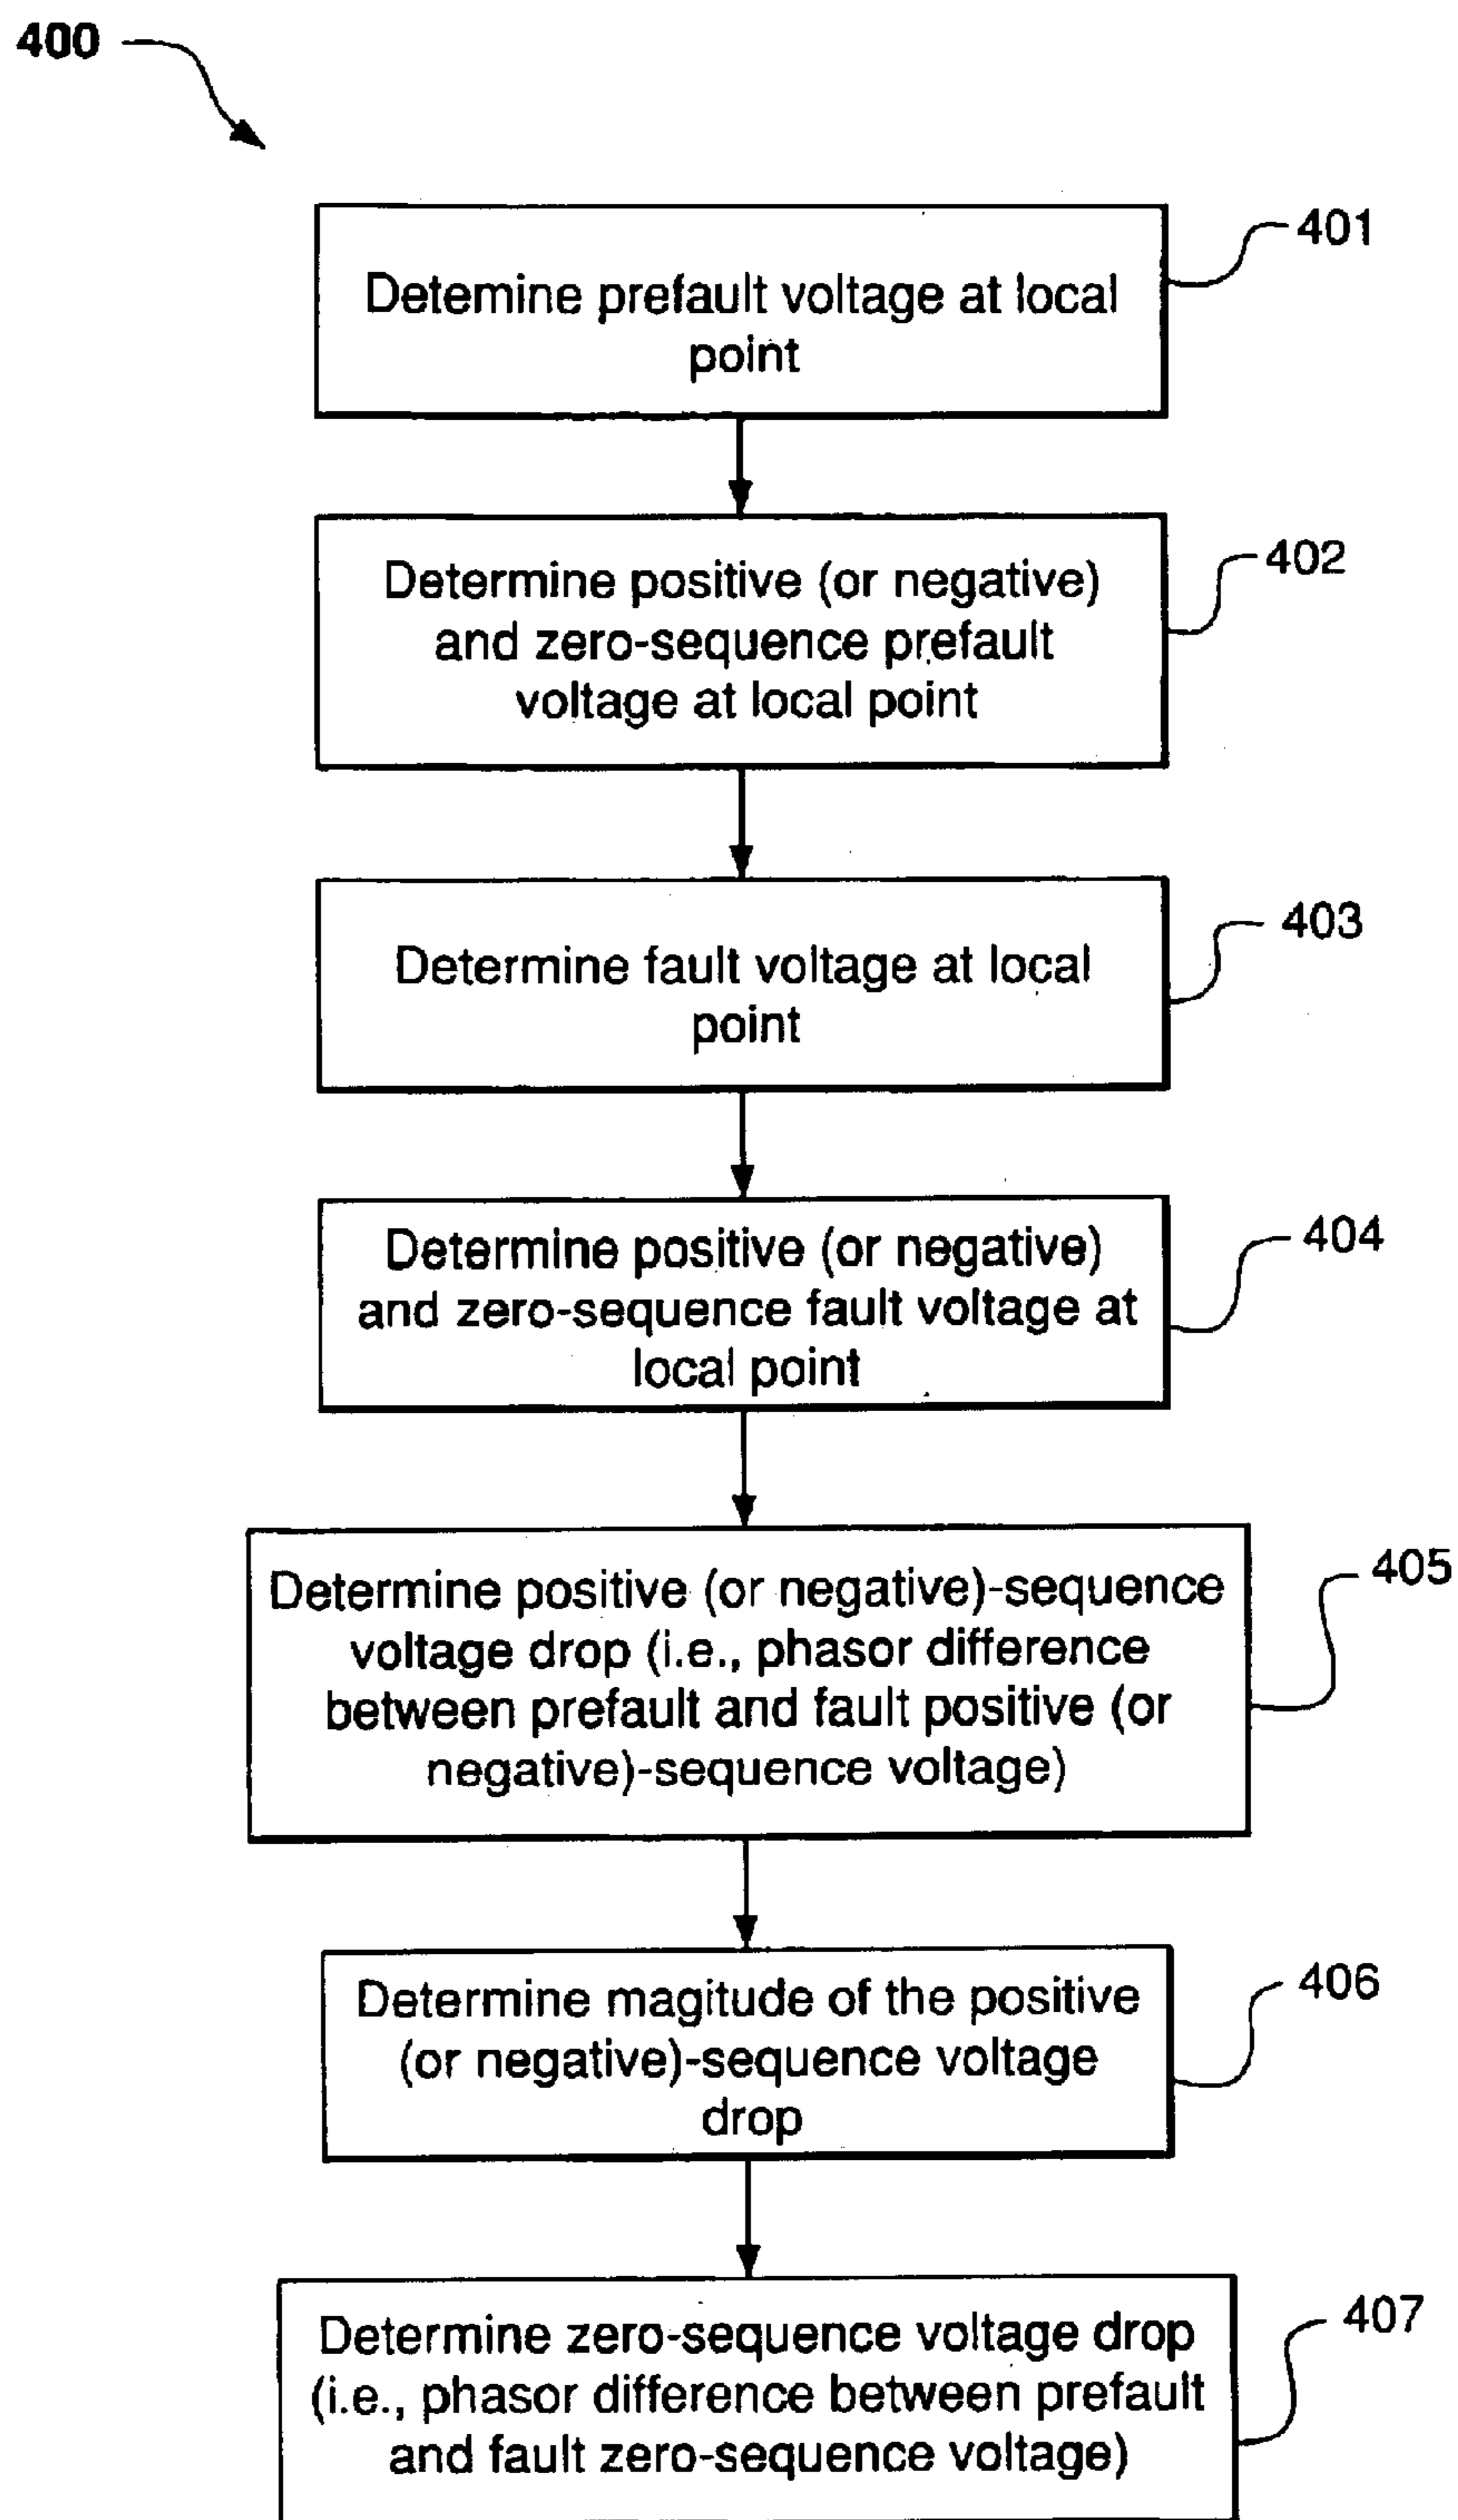 400
401
Detemine prefault voltage at local
point
402
Determine positive (or negative)
and zero-sequence prefault
voltage at local point
403
Determine fault voltage at local
point
404
Determine positive (or negative)
and zero-sequence fault voltage at
local point
405
Determine positive (or negative)-sequence
voltage drop (i.e., phasor difference
between prefault and fault positive (or
negative)-sequence voltage)
406
Determine magitude of the positive
(or negative)-sequence voltage
drop
407
Determine zero-sequence voltage drop
(i.e., phasor difference between prefault
and fault zero-sequence voltage)